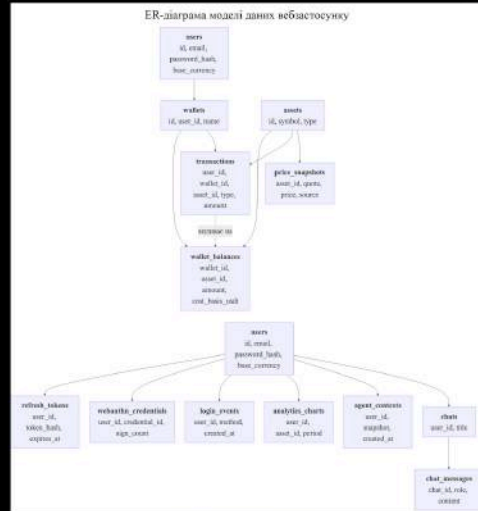 ER-діаграма моделі даних вебзастосунку
users
id, email,
password_hash,
base_currency
wallets
id, user_id, name
assets
id, symbol, type
transactions
user_id,
wallet_id,
asset_id, type,
amount
price_snapshots
asset_id, quote,
price, source
впливає на
wallet_balances
wallet_id,
asset_id,
amount,
cost_basis_usdt
users
id, email,
password_hash,
base_currency
refresh_tokens
user_id,
token_hash,
expires_at
webauthn_credentials
user_id, credential_id,
sign_count
login_events
user_id, method,
created_at
analytics_charts
user_id,
asset_id, period
agent_contexts
user_id,
snapshot,
created_at
chats
user_id, title
chat_messages
chat_id, role,
content